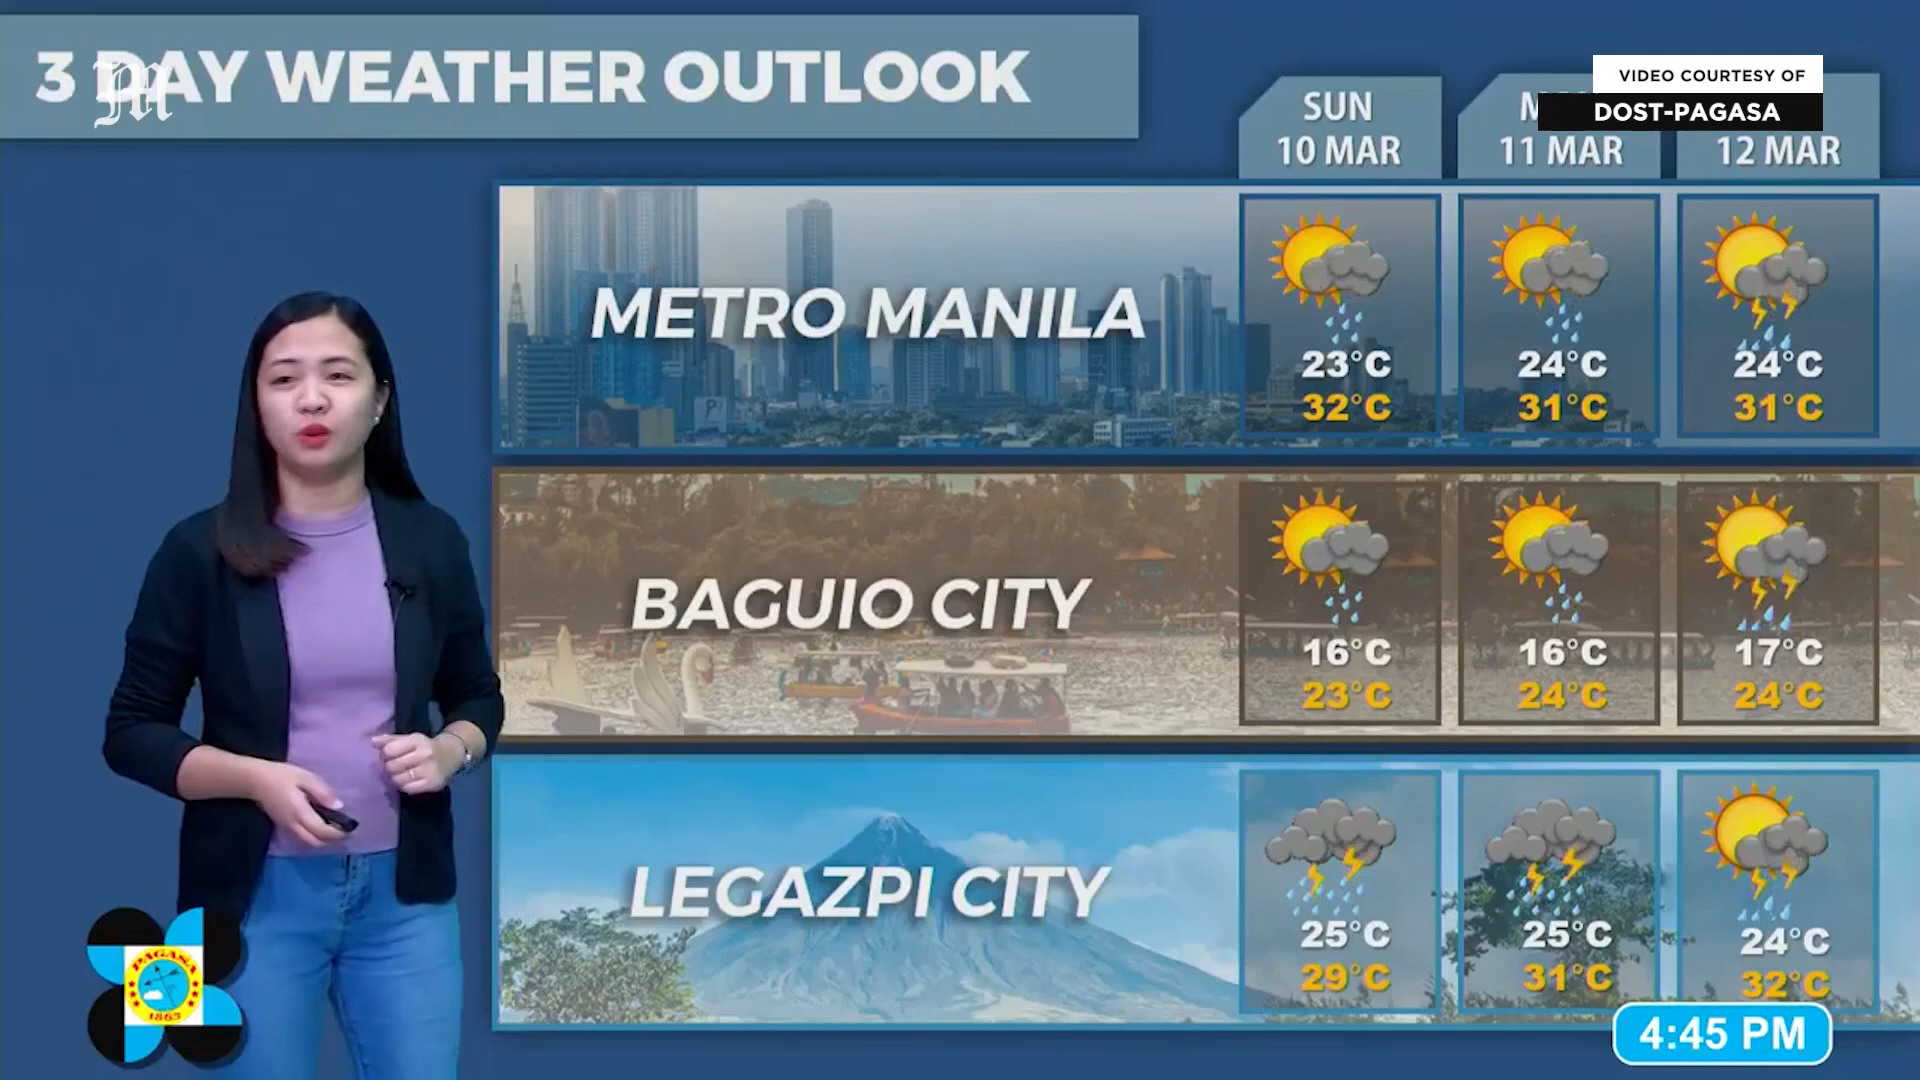 3 DAY WEATHER OUTLOOK
M
VIDEO COURTESY OF
DOST-PAGASA
SUN
10 MAR
11 MAR
12 MAR
METRO MANILA
23°C
32°C
24°C
31°C
24°C
31°C
BAGUIO CITY
16°C
23°C
16°C
24°C
17°C
24°C
LEGAZPI CITY
25°C
29°C
25°C
31°C
24°C
32°C
PAGASA
1865
4:45 PM